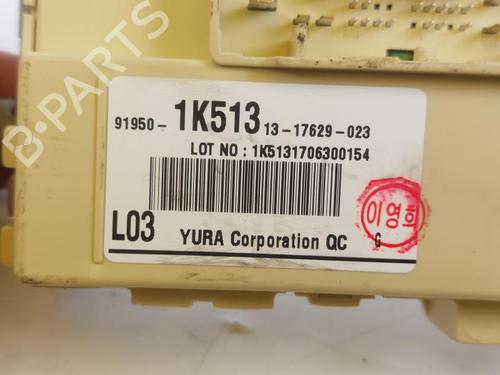 B-PARTS
91950- 1K513 13-17629-023
LOT NO : 1K5131706300154
L03 YURA Corporation QC G
이영희